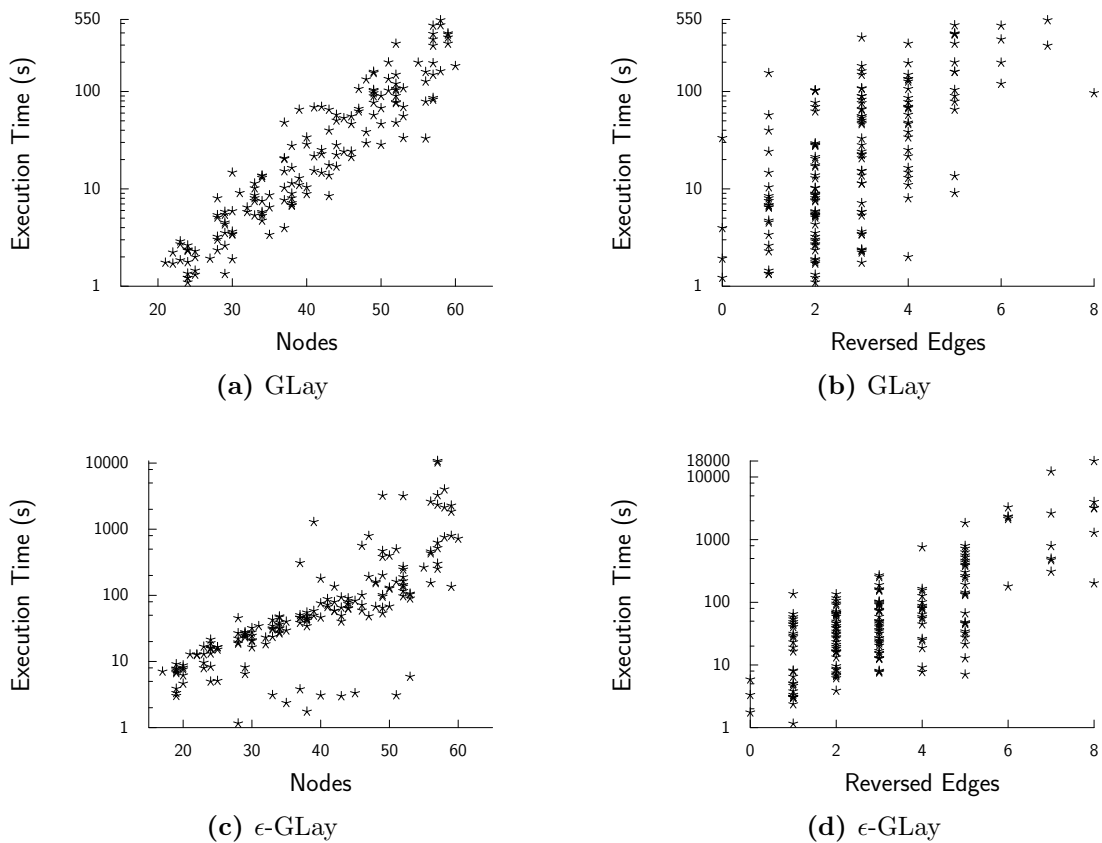 550
100
10
1
Execution Time (s)
20 30 40 50 60
Nodes
(a) GLay
550
100
10
1
Execution Time (s)
0 2 4 6 8
Reversed Edges
(b) GLay
10000
1000
100
10
1
Execution Time (s)
20 30 40 50 60
Nodes
(c) ϵ-GLay
18000
10000
1000
100
10
1
Execution Time (s)
0 2 4 6 8
Reversed Edges
(d) ϵ-GLay